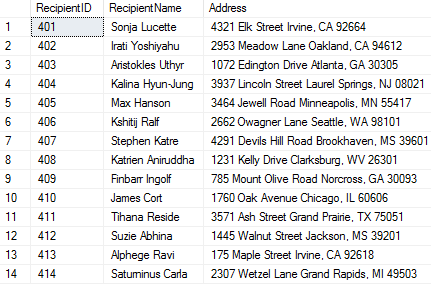 RecipientID RecipientName Address
1 401 Sonja Lucette 4321 Elk Street Irvine, CA 92664
2 402 Irati Yoshiyahu 2953 Meadow Lane Oakland, CA 94612
3 403 Aristokles Uthyr 1072 Edington Drive Atlanta, GA 30305
4 404 Kalina Hyun-Jung 3937 Lincoln Street Laurel Springs, NJ 08021
5 405 Max Hanson 3464 Jewell Road Minneapolis, MN 55417
6 406 Kshitij Ralf 2662 Owagner Lane Seattle, WA 98101
7 407 Stephen Katre 4291 Devils Hill Road Brookhaven, MS 39601
8 408 Katrien Aniruddha 1231 Kelly Drive Clarksburg, WV 26301
9 409 Finbarr Ingolf 785 Mount Olive Road Norcross, GA 30093
10 410 James Cort 1760 Oak Avenue Chicago, IL 60606
11 411 Tihana Reside 3571 Ash Street Grand Prairie, TX 75051
12 412 Suzie Abhina 1445 Walnut Street Jackson, MS 39201
13 413 Alphege Ravi 175 Maple Street Irvine, CA 92618
14 414 Saturninus Carla 2307 Wetzel Lane Grand Rapids, MI 49503